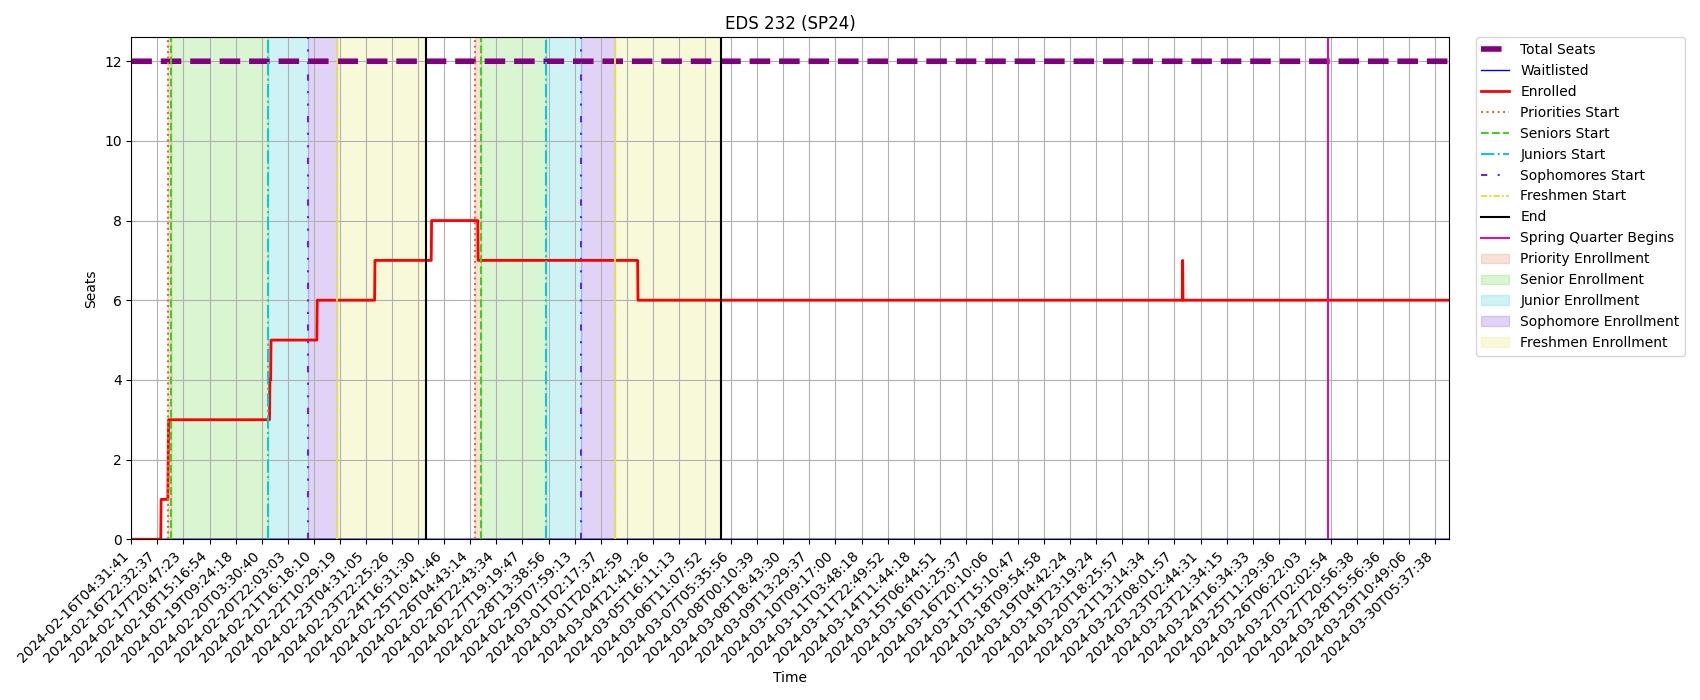 EDS 232 (SP24)
Seats
12
10
8
6
4
2
0
2024-02-16T04:31:41
2024-02-16T22:32:37
2024-02-17T20:47:23
2024-02-18T15:16:54
2024-02-19T09:24:18
2024-02-20T03:30:40
2024-02-20T22:03:03
2024-02-21T16:18:10
2024-02-22T10:29:19
2024-02-23T04:31:05
2024-02-23T22:25:26
2024-02-24T16:31:30
2024-02-25T10:41:46
2024-02-26T04:43:14
2024-02-26T22:43:34
2024-02-27T19:19:47
2024-02-28T13:38:56
2024-02-29T07:59:13
2024-03-01T02:17:37
2024-03-01T20:42:59
2024-03-04T21:41:26
2024-03-05T16:11:13
2024-03-06T11:07:52
2024-03-07T05:35:56
2024-03-08T00:10:39
2024-03-08T18:43:30
2024-03-09T13:29:37
2024-03-10T09:17:00
2024-03-11T03:48:18
2024-03-11T22:49:52
2024-03-14T11:44:18
2024-03-15T06:44:51
2024-03-16T01:25:37
2024-03-16T20:10:06
2024-03-17T15:10:47
2024-03-18T09:54:58
2024-03-19T04:42:24
2024-03-19T23:19:24
2024-03-20T18:25:57
2024-03-21T13:14:34
2024-03-22T08:01:57
2024-03-23T02:44:31
2024-03-23T21:34:15
2024-03-24T16:34:33
2024-03-25T11:29:36
2024-03-26T06:22:03
2024-03-27T02:02:54
2024-03-27T20:56:38
2024-03-28T15:56:36
2024-03-29T10:49:06
2024-03-30T05:37:38
Time
Total Seats
Waitlisted
Enrolled
Priorities Start
Seniors Start
Juniors Start
Sophomores Start
Freshmen Start
End
Spring Quarter Begins
Priority Enrollment
Senior Enrollment
Junior Enrollment
Sophomore Enrollment
Freshmen Enrollment